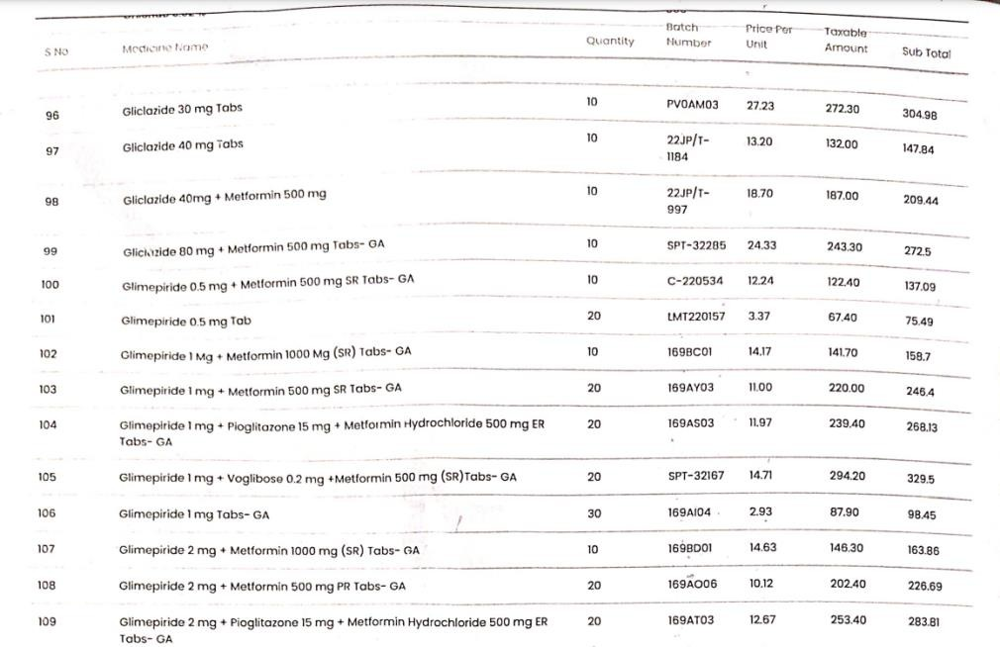 S No Medicine Name Quantity Batch Number Price Per Unit Taxable Amount Sub Total
96 Gliclazide 30 mg Tabs 10 PV0AM03 27.23 272.30 304.98
97 Gliclazide 40 mg Tabs 10 22JP/T-1184 13.20 132.00 147.84
98 Gliclazide 40mg + Metformin 500 mg 10 22JP/T-997 18.70 187.00 209.44
99 Gliclazide 80 mg + Metformin 500 mg Tabs- GA 10 SPT-32285 24.33 243.30 272.5
100 Glimepiride 0.5 mg + Metformin 500 mg SR Tabs- GA 10 C-220534 12.24 122.40 137.09
101 Glimepiride 0.5 mg Tab 20 LMT220157 3.37 67.40 75.49
102 Glimepiride 1 Mg + Metformin 1000 Mg (SR) Tabs- GA 10 169BC01 14.17 141.70 158.7
103 Glimepiride 1 mg + Metformin 500 mg SR Tabs- GA 20 169AY03 11.00 220.00 246.4
104 Glimepiride 1 mg + Pioglitazone 15 mg + Metformin Hydrochloride 500 mg ER 20 169AS03 11.97 239.40 268.13
Tabs- GA
105 Glimepiride 1 mg + Voglibose 0.2 mg +Metformin 500 mg (SR)Tabs- GA 20 SPT-32167 14.71 294.20 329.5
106 Glimepiride 1 mg Tabs- GA 30 169AI04 2.93 87.90 98.45
107 Glimepiride 2 mg + Metformin 1000 mg (SR) Tabs- GA 10 169BD01 14.63 146.30 163.86
108 Glimepiride 2 mg + Metformin 500 mg PR Tabs- GA 20 169AO06 10.12 202.40 226.69
109 Glimepiride 2 mg + Pioglitazone 15 mg + Metformin Hydrochloride 500 mg ER 20 169AT03 12.67 253.40 283.81
Tabs- GA